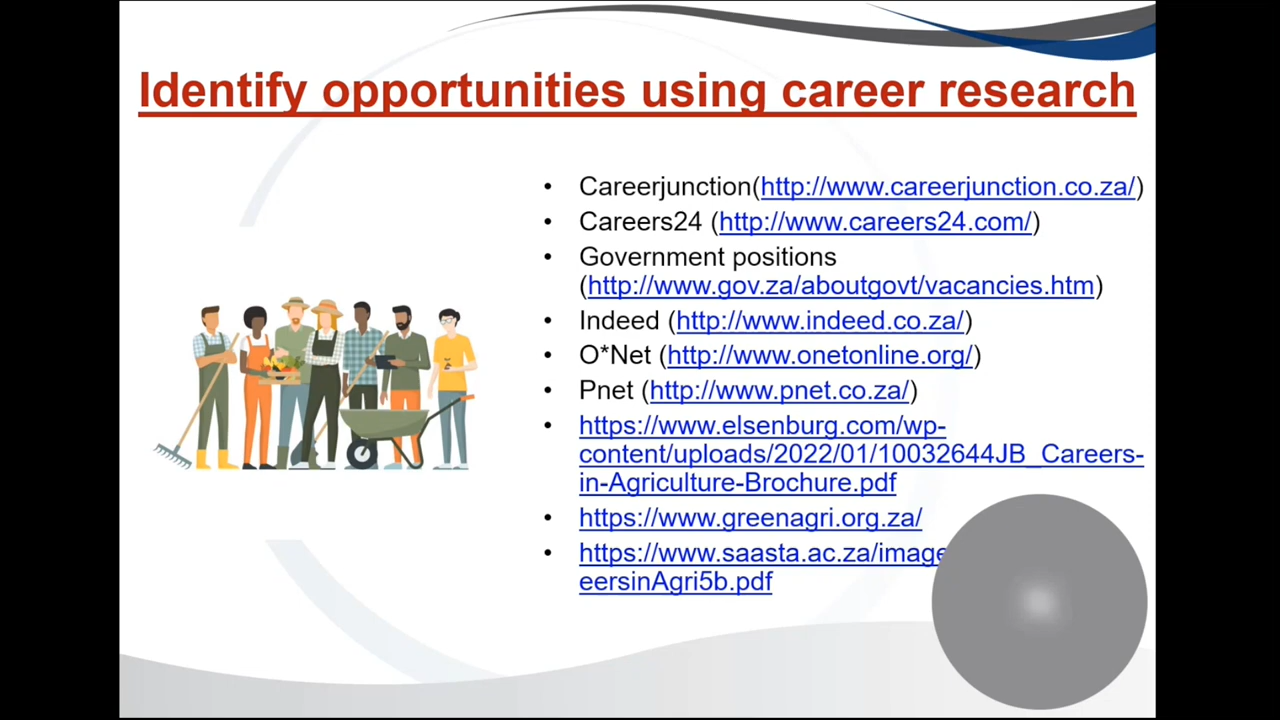 Identify opportunities using career research
• Careerjunction(http://www.careerjunction.co.za/)
• Careers24 (http://www.careers24.com/)
• Government positions
(http://www.gov.za/aboutgovt/vacancies.htm)
• Indeed (http://www.indeed.co.za/)
• O*Net (http://www.onetonline.org/)
• Pnet (http://www.pnet.co.za/)
• https://www.elsenburg.com/wp-
content/uploads/2022/01/10032644JB_Careers-
in-Agriculture-Brochure.pdf
• https://www.greenagri.org.za/
• https://www.saasta.ac.za/image
eersinAgri5b.pdf